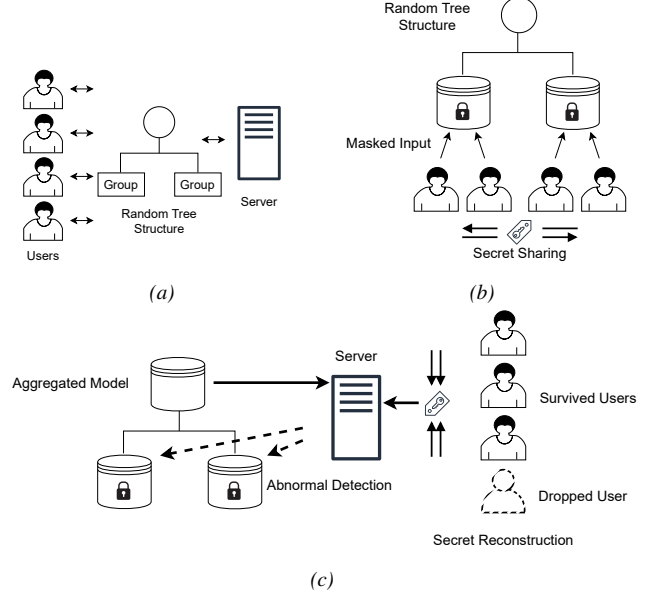 Random Tree
Structure
Masked Input
Group
Group
Random Tree
Structure
Server
Users
Secret Sharing
(a)
(b)
Server
Aggregated Model
Survived Users
Abnormal Detection
Dropped User
Secret Reconstruction
(c)